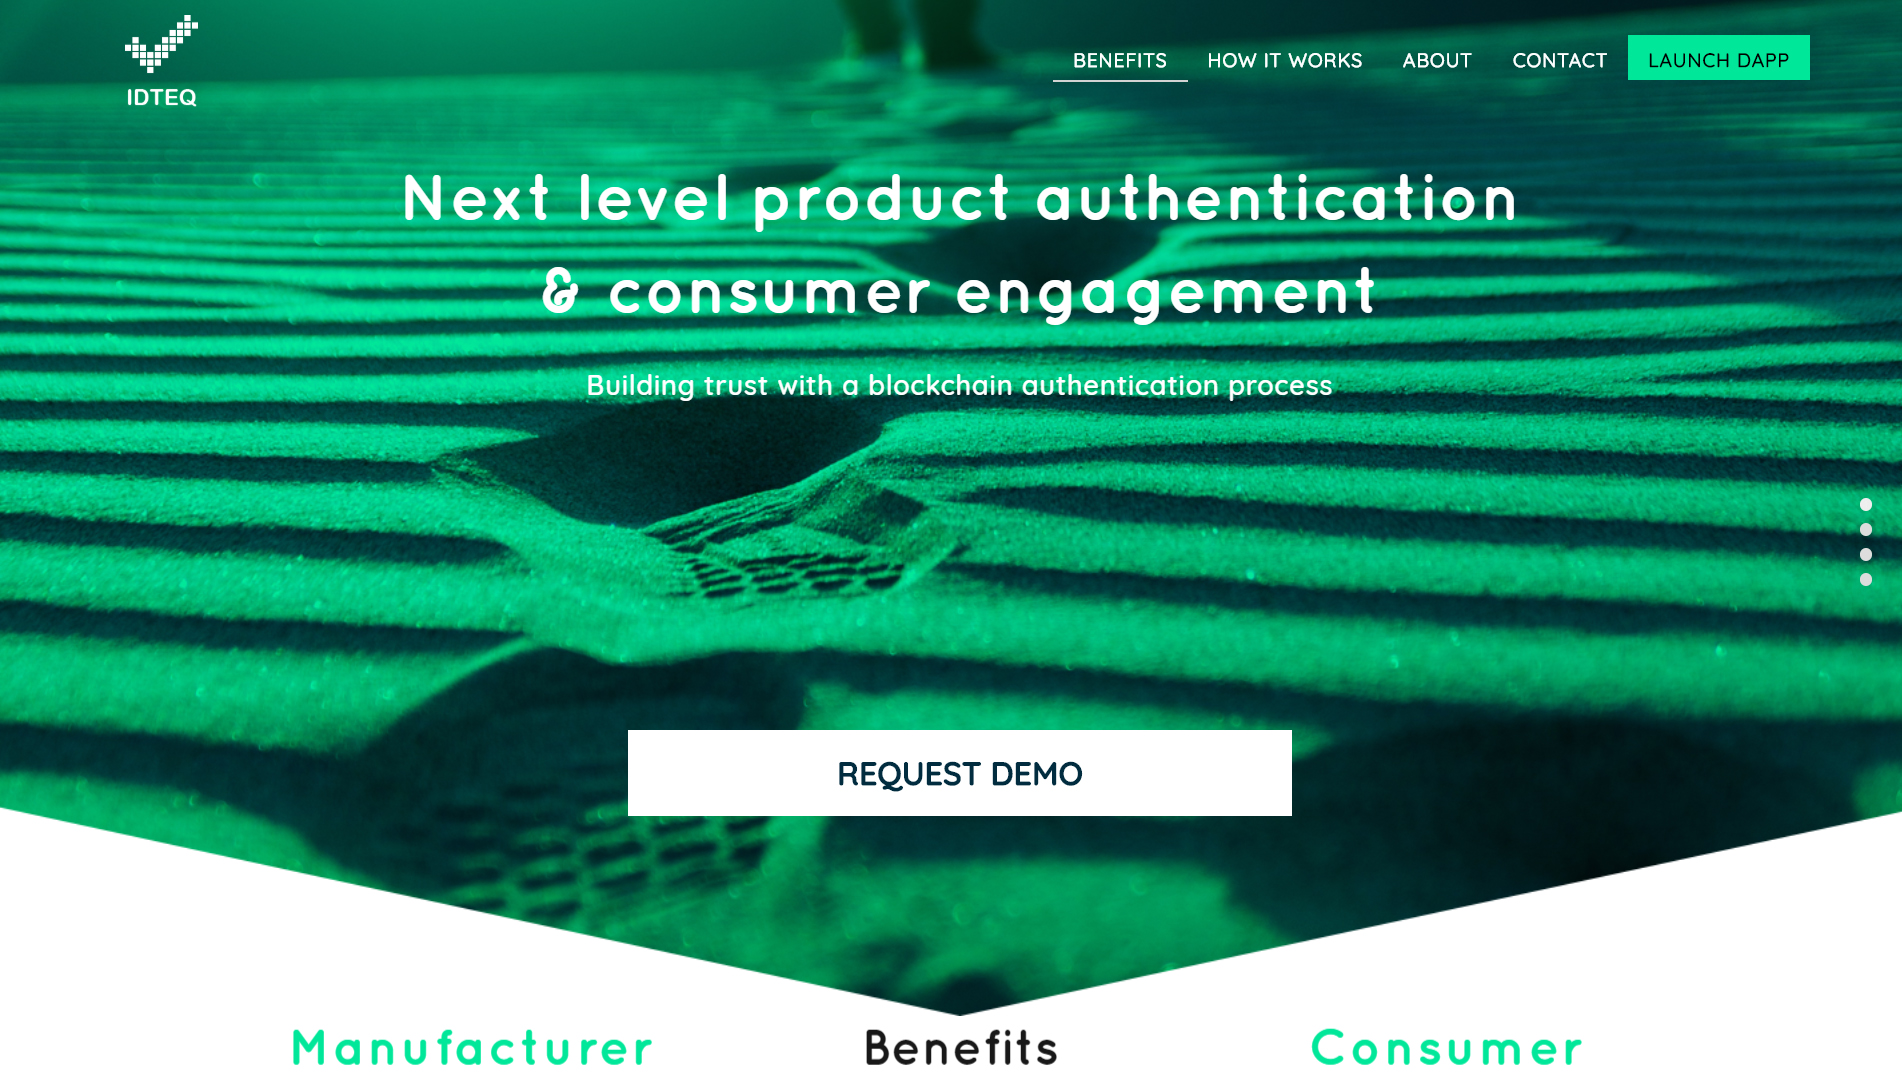 IDTEQ
BENEFITS
HOW IT WORKS
ABOUT
CONTACT
LAUNCH DAPP
Next level product authentication
& consumer engagement
Building trust with a blockchain authentication process
REQUEST DEMO
Manufacturer
Benefits
Consumer